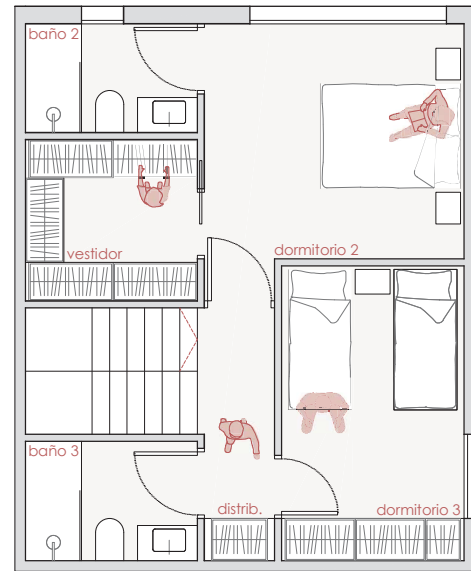 baño 2
vestidor
dormitorio 2
baño 3
distrib.
dormitorio 3